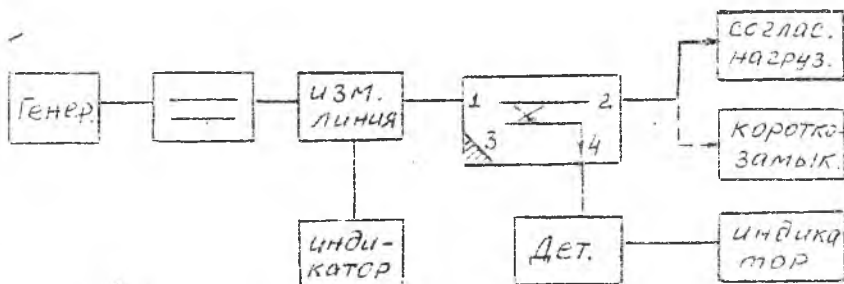 соглас.
нагруз.
Генер.
изм.
линия
1
2
3
4
коротко-
замык.
инди-
катор
Дет.
индика
тор